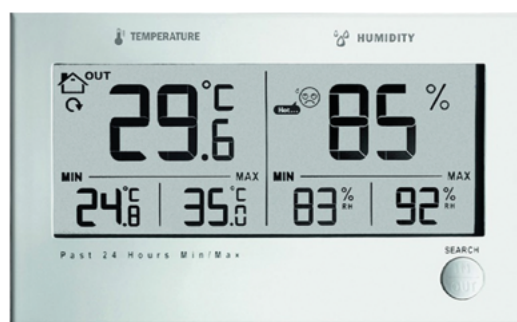 TEMPERATURE HUMIDITY
OUT
29.6 °C
Hot...
85 %
MIN MAX MIN MAX
24.8 °C 35.0 °C 83 % RH 92 % RH
Past 24 Hours Min/Max
SEARCH